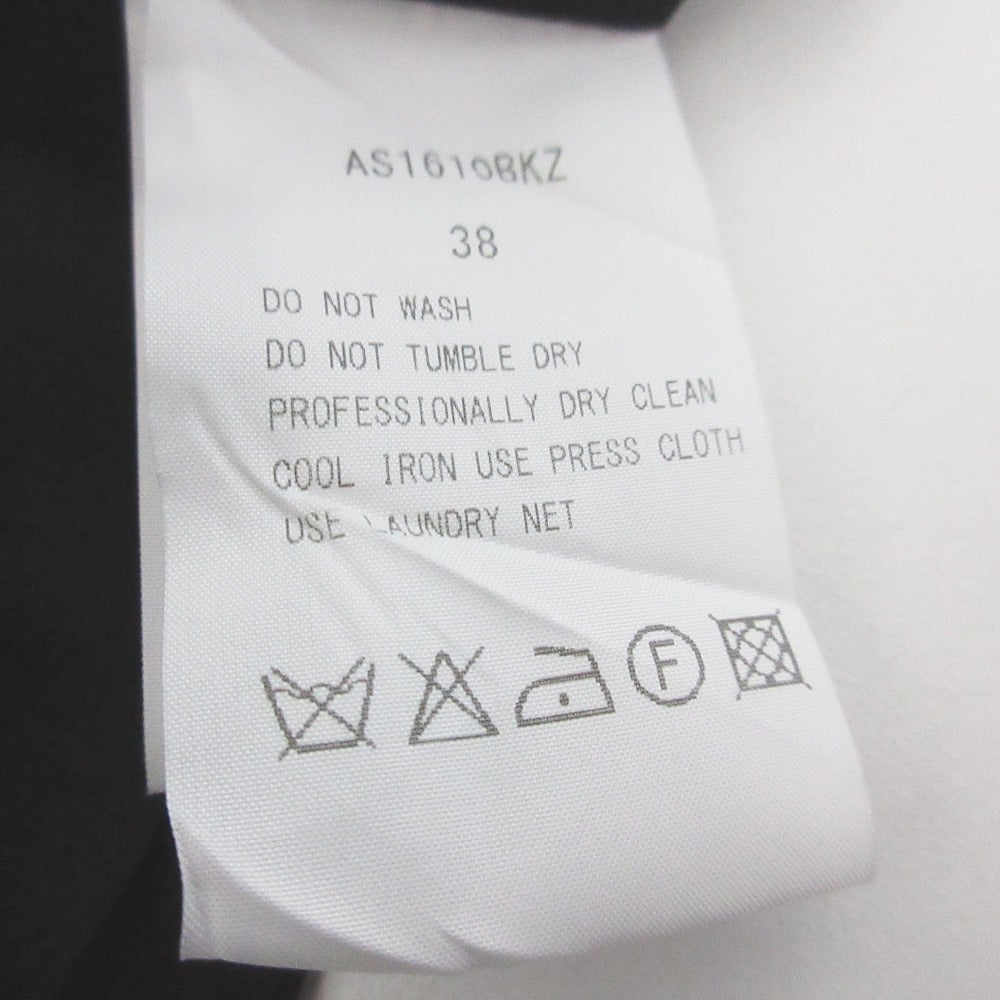 AS1610BKZ
38
DO NOT WASH
DO NOT TUMBLE DRY
PROFESSIONALLY DRY CLEAN
COOL IRON USE PRESS CLOTH
USE LAUNDRY NET
F